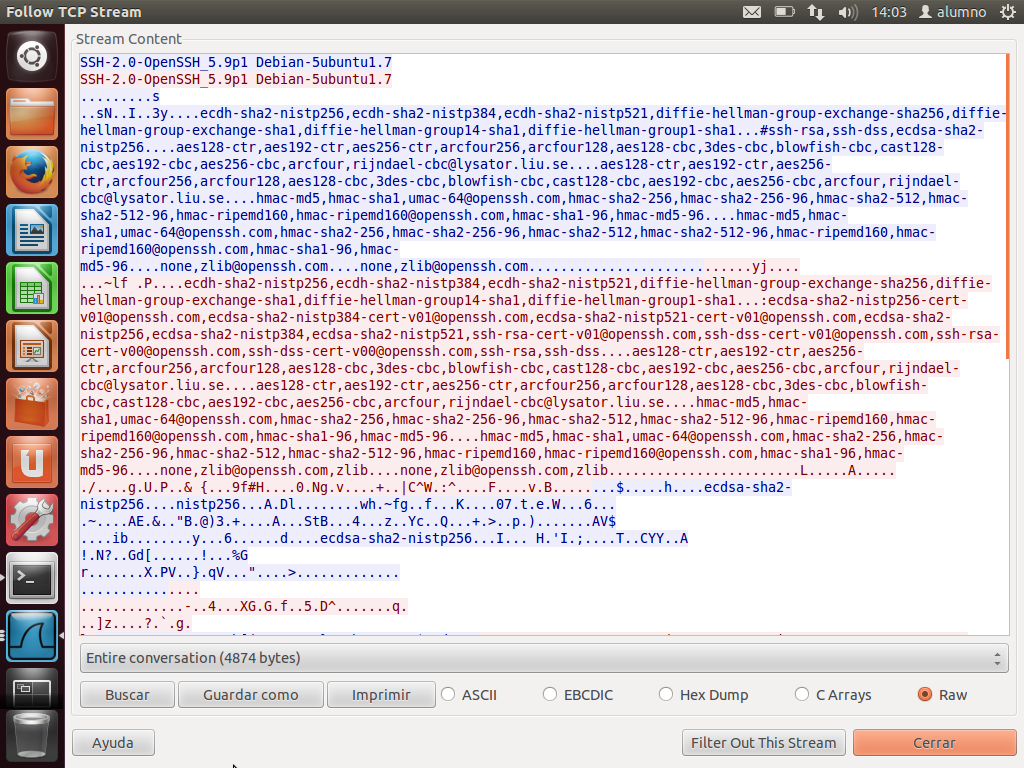 Follow TCP Stream
14:03
alumno
Stream Content
SSH-2.0-OpenSSH_5.9p1 Debian-5ubuntu1.7
SSH-2.0-OpenSSH_5.9p1 Debian-5ubuntu1.7
.........s
..sN..I..3y....ecdh-sha2-nistp256,ecdh-sha2-nistp384,ecdh-sha2-nistp521,diffie-hellman-group-exchange-sha256,diffie-
hellman-group-exchange-sha1,diffie-hellman-group14-sha1,diffie-hellman-group1-sha1...#ssh-rsa,ssh-dss,ecdsa-sha2-
nistp256....aes128-ctr,aes192-ctr,aes256-ctr,arcfour256,arcfour128,aes128-cbc,3des-cbc,blowfish-cbc,cast128-
cbc,aes192-cbc,aes256-cbc,arcfour,rijndael-cbc@lysator.liu.se....aes128-ctr,aes192-ctr,aes256-
ctr,arcfour256,arcfour128,aes128-cbc,3des-cbc,blowfish-cbc,cast128-cbc,aes192-cbc,aes256-cbc,arcfour,rijndael-
cbc@lysator.liu.se....hmac-md5,hmac-sha1,umac-64@openssh.com,hmac-sha2-256,hmac-sha2-256-96,hmac-sha2-512,hmac-
sha2-512-96,hmac-ripemd160,hmac-ripemd160@openssh.com,hmac-sha1-96,hmac-md5-96....hmac-md5,hmac-
sha1,umac-64@openssh.com,hmac-sha2-256,hmac-sha2-256-96,hmac-sha2-512,hmac-sha2-512-96,hmac-ripemd160,hmac-
ripemd160@openssh.com,hmac-sha1-96,hmac-
md5-96....none,zlib@openssh.com....none,zlib@openssh.com............................yj....
...~lf .P....ecdh-sha2-nistp256,ecdh-sha2-nistp384,ecdh-sha2-nistp521,diffie-hellman-group-exchange-sha256,diffie-
hellman-group-exchange-sha1,diffie-hellman-group14-sha1,diffie-hellman-group1-sha1...:ecdsa-sha2-nistp256-cert-
v01@openssh.com,ecdsa-sha2-nistp384-cert-v01@openssh.com,ecdsa-sha2-nistp521-cert-v01@openssh.com,ecdsa-sha2-
nistp256,ecdsa-sha2-nistp384,ecdsa-sha2-nistp521,ssh-rsa-cert-v01@openssh.com,ssh-dss-cert-v01@openssh.com,ssh-rsa-
cert-v00@openssh.com,ssh-dss-cert-v00@openssh.com,ssh-rsa,ssh-dss....aes128-ctr,aes192-ctr,aes256-
ctr,arcfour256,arcfour128,aes128-cbc,3des-cbc,blowfish-cbc,cast128-cbc,aes192-cbc,aes256-cbc,arcfour,rijndael-
cbc@lysator.liu.se....aes128-ctr,aes192-ctr,aes256-ctr,arcfour256,arcfour128,aes128-cbc,3des-cbc,blowfish-
cbc,cast128-cbc,aes192-cbc,aes256-cbc,arcfour,rijndael-cbc@lysator.liu.se....hmac-md5,hmac-
sha1,umac-64@openssh.com,hmac-sha2-256,hmac-sha2-256-96,hmac-sha2-512,hmac-sha2-512-96,hmac-ripemd160,hmac-
ripemd160@openssh.com,hmac-sha1-96,hmac-md5-96....hmac-md5,hmac-sha1,umac-64@openssh.com,hmac-sha2-256,hmac-
sha2-256-96,hmac-sha2-512,hmac-sha2-512-96,hmac-ripemd160,hmac-ripemd160@openssh.com,hmac-sha1-96,hmac-
md5-96....none,zlib@openssh.com,zlib....none,zlib@openssh.com,zlib........................L.....A.....
./....g.U.P..& {...9f#H....0.Ng.v....+..|C^W.:^....F....v.B........$.....h....ecdsa-sha2-
nistp256....nistp256...A.Dl........wh.~fg..f...K....07.t.e.W...6...
.~....AE.&.."B.@)3.+....A...StB...4...z..Yc..Q...+.>..p.).......AV$
....ib........y...6......d....ecdsa-sha2-nistp256...I... H.'I.;....T..CYY..A
!.N?..Gd[......!...%G
r.......X.PV..}.qV..."....>.............
...............
.............-..4...XG.G.f..5.D^.......q.
..]z....?.`.g.
Entire conversation (4874 bytes)
Buscar
Guardar como
Imprimir
ASCII
EBCDIC
Hex Dump
C Arrays
Raw
Ayuda
Filter Out This Stream
Cerrar